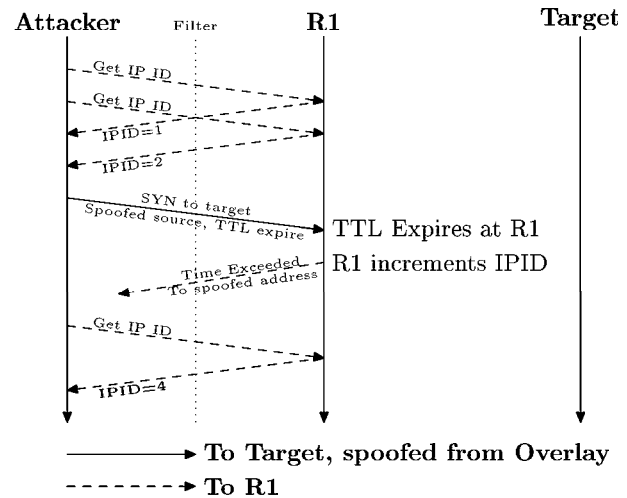 Attacker
Filter
R1
Target
Get IP ID
Get IP ID
IPID=1
IPID=2
SYN to target
Spoofed source, TTL expire
TTL Expires at R1
R1 increments IPID
Time Exceeded
To spoofed address
Get IP ID
IPID=4
To Target, spoofed from Overlay
To R1